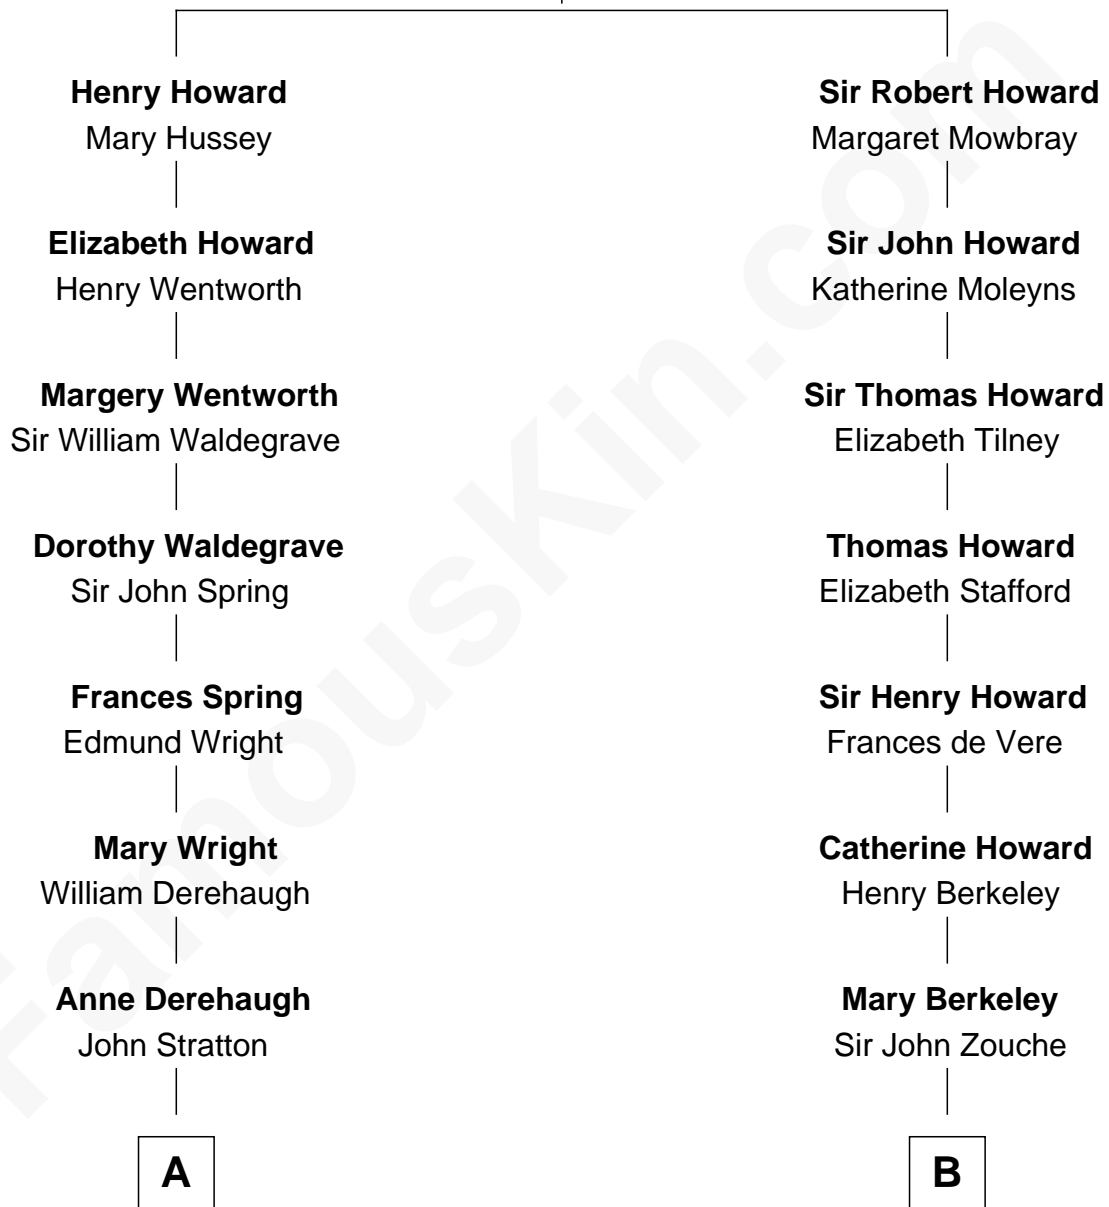 Henry Howard
Mary Hussey
Elizabeth Howard
Henry Wentworth
Margery Wentworth
Sir William Waldegrave
Dorothy Waldegrave
Sir John Spring
Frances Spring
Edmund Wright
Mary Wright
William Derehaugh
Anne Derehaugh
John Stratton
A
Sir Robert Howard
Margaret Mowbray
Sir John Howard
Katherine Moleyns
Sir Thomas Howard
Elizabeth Tilney
Thomas Howard
Elizabeth Stafford
Sir Henry Howard
Frances de Vere
Catherine Howard
Henry Berkeley
Mary Berkeley
Sir John Zouche
B
FamousKin.com